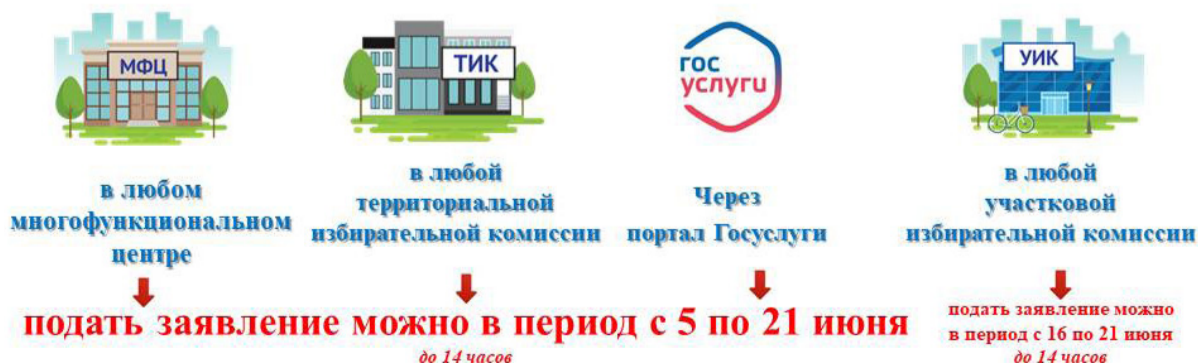 МФЦ
ТИК
гос
услуги
УИК
в любом
многофункциональном
центре
в любой
территориальной
избирательной комиссии
Через
портал Госуслуги
в любой
участковой
избирательной комиссии
подать заявление можно в период с 5 по 21 июня
до 14 часов
подать заявление можно
в период с 16 по 21 июня
до 14 часов